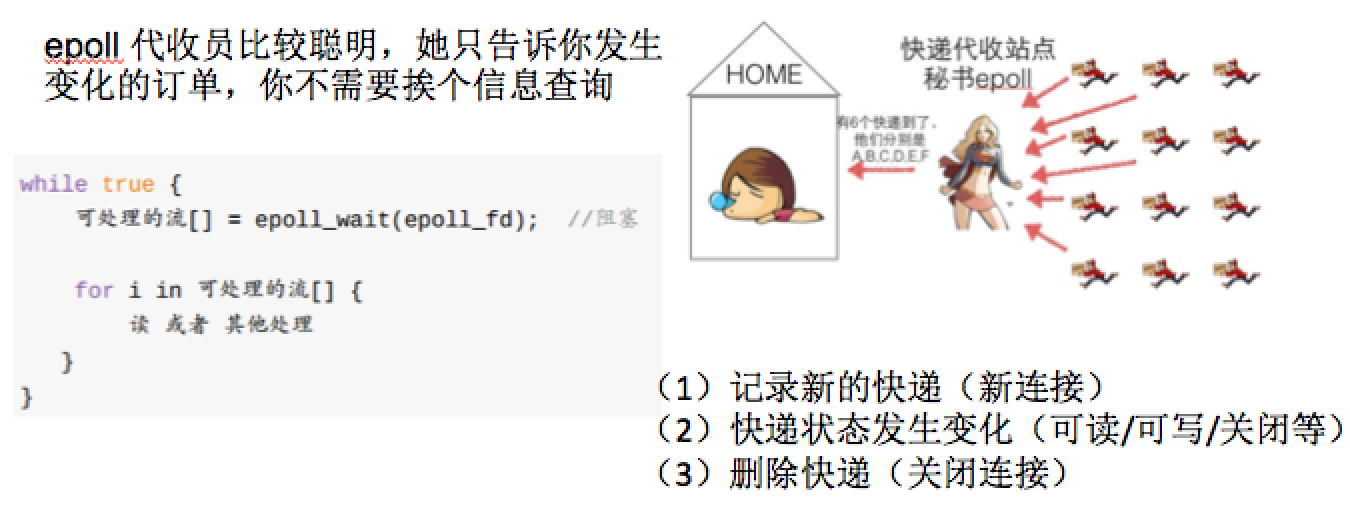 epoll 代收员比较聪明，她只告诉你发生
变化的订单，你不需要挨个信息查询
while true {
可处理的流[] = epoll_wait(epoll_fd);  //阻塞
for i in 可处理的流[] {
读 或者 其他处理
}
}
HOME
有6个快递到了，
他们分别是
A,B,C,D,E,F
快递代收站点
秘书epoll
（1）记录新的快递（新连接）
（2）快递状态发生变化（可读/可写/关闭等）
（3）删除快递（关闭连接）